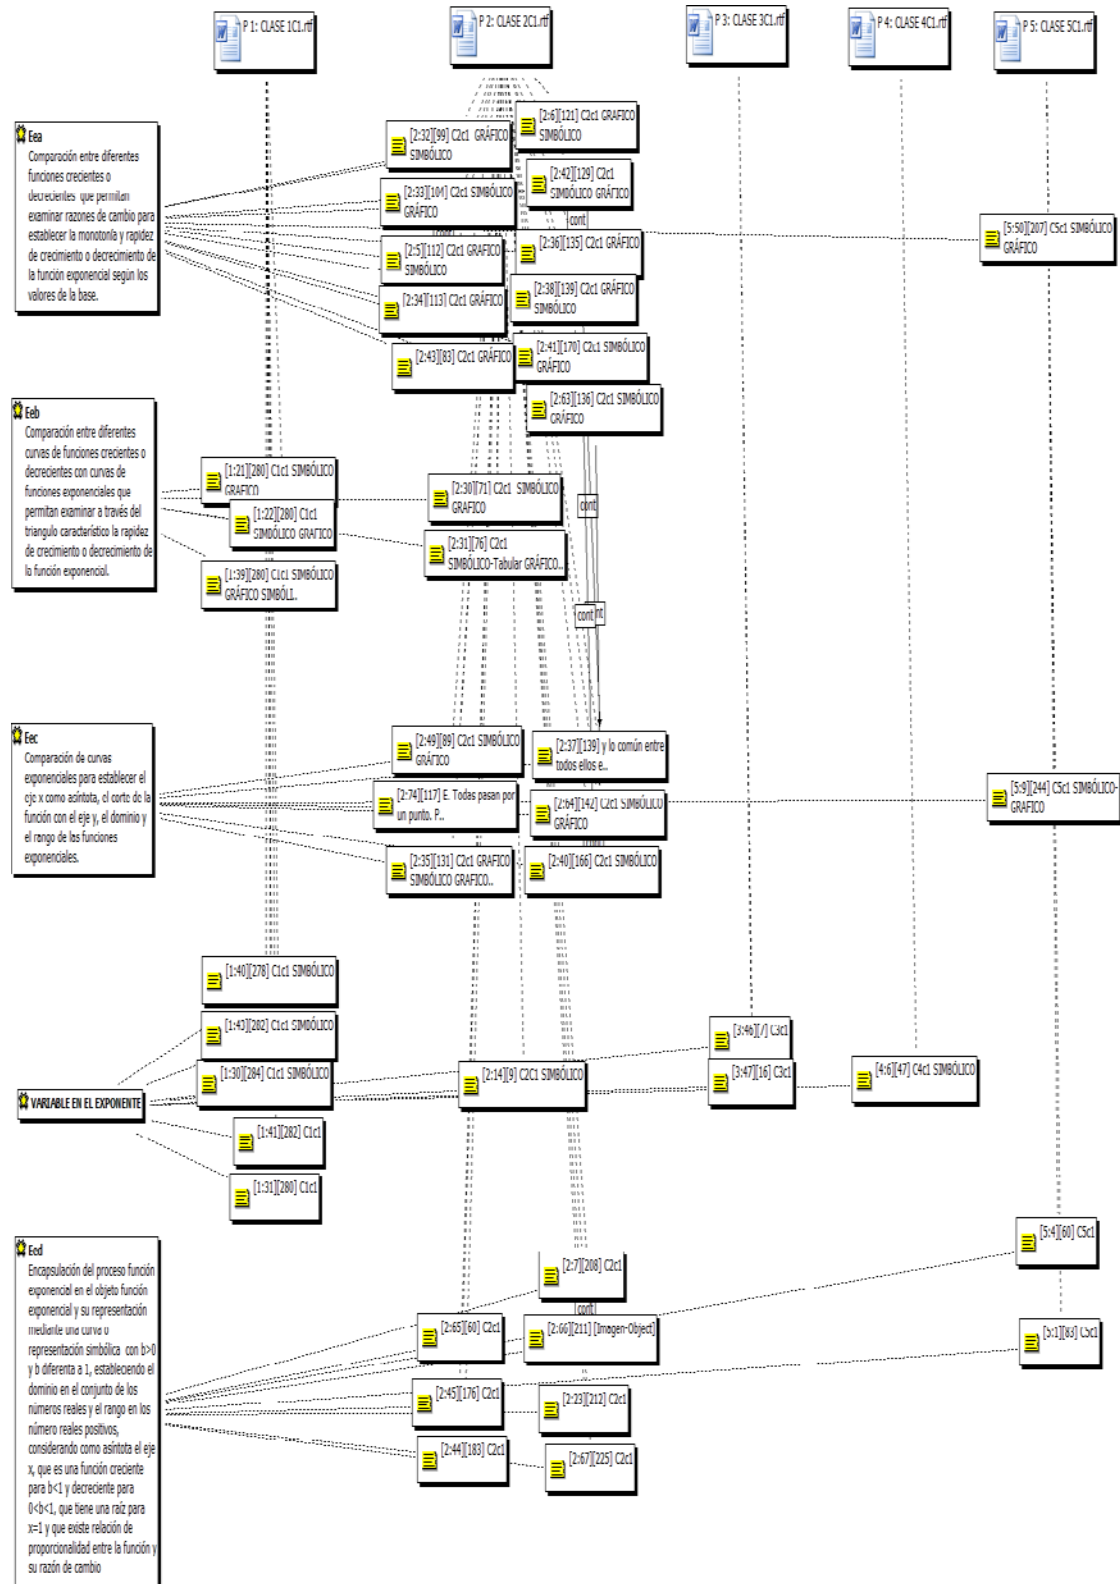 P 1: CLASE 1C1.rtf
P 2: CLASE 2C1.rtf
P 3: CLASE 3C1.rtf
P 4: CLASE 4C1.rtf
P 5: CLASE 5C1.rtf
Eea
Comparación entre diferentes
funciones crecientes o
decrecientes que permitan
examinar razones de cambio para
establecer la monotonía y rapidez
de crecimiento o decrecimiento de
la función exponencial según los
valores de la base.
[2:32][99] C2c1 GRÁFICO
SIMBÓLICO
[2:6][121] C2c1 GRAFICO
SIMBÓLICO
[2:33][104] C2c1 SIMBÓLICO
GRÁFICO
[2:42][129] C2c1
SIMBÓLICO GRÁFICO
cont
[2:5][112] C2c1 GRAFICO
SIMBÓLICO
[2:36][135] C2c1 GRÁFICO
[5:50][207] C5c1 SIMBÓLICO
GRÁFICO
[2:34][113] C2c1 GRÁFICO
[2:38][139] C2c1 GRÁFICO
SIMBÓLICO
[2:43][83] C2c1 GRÁFICO
[2:41][170] C2c1 SIMBÓLICO
GRÁFICO
[2:63][136] C2c1 SIMBÓLICO
GRÁFICO
Eeb
Comparación entre diferentes
curvas de funciones crecientes o
decrecientes con curvas de
funciones exponenciales que
permitan examinar a través del
triangulo característico la rapidez
de crecimiento o decrecimiento de
la función exponencial.
[1:21][280] C1c1 SIMBÓLICO
GRAFICO
[1:22][280] C1c1
SIMBÓLICO GRAFICO
[1:39][280] C1c1 SIMBÓLICO
GRÁFICO SIMBÓLI..
[2:30][71] C2c1 SIMBÓLICO
GRAFICO
[2:31][76] C2c1
SIMBÓLICO-Tabular GRÁFICO..
cont
cont
nt
Eec
Comparación de curvas
exponenciales para establecer el
eje x como asíntota, el corte de la
función con el eje y, el dominio y
el rango de las funciones
exponenciales.
[2:49][89] C2c1 SIMBÓLICO
GRÁFICO
[2:37][139] y lo común entre
todos ellos e..
[2:74][117] E. Todas pasan por
un punto. P..
[2:64][142] C2c1 SIMBÓLICO
GRÁFICO
[2:35][131] C2c1 GRAFICO
SIMBÓLICO GRAFICO..
[2:40][166] C2c1 SIMBÓLICO
[5:9][244] C5c1 SIMBÓLICO-
GRAFICO
[1:40][278] C1c1 SIMBÓLICO
[1:43][282] C1c1 SIMBÓLICO
[1:30][284] C1c1 SIMBÓLICO
VARIABLE EN EL EXPONENTE
[1:41][282] C1c1
[1:31][280] C1c1
[2:14][9] C2C1 SIMBÓLICO
[3:46][7] C3c1
[3:47][16] C3c1
[4:6][47] C4c1 SIMBÓLICO
Eed
Encapsulación del proceso función
exponencial en el objeto función
exponencial y su representación
mediante una curva o
representación simbólica con b>0
y b diferenta a 1, estableciendo el
dominio en el conjunto de los
números reales y el rango en los
número reales positivos,
considerando como asíntota el eje
x, que es una función creciente
para b<1 y decreciente para
0<b<1, que tiene una raíz para
x=1 y que existe relación de
proporcionalidad entre la función y
su razón de cambio
[2:7][208] C2c1
cont
[2:65][60] C2c1
[2:66][211] [Imagen-Object]
[2:45][176] C2c1
[2:23][212] C2c1
[2:44][183] C2c1
[2:67][225] C2c1
[5:4][60] C5c1
[5:1][83] C5c1